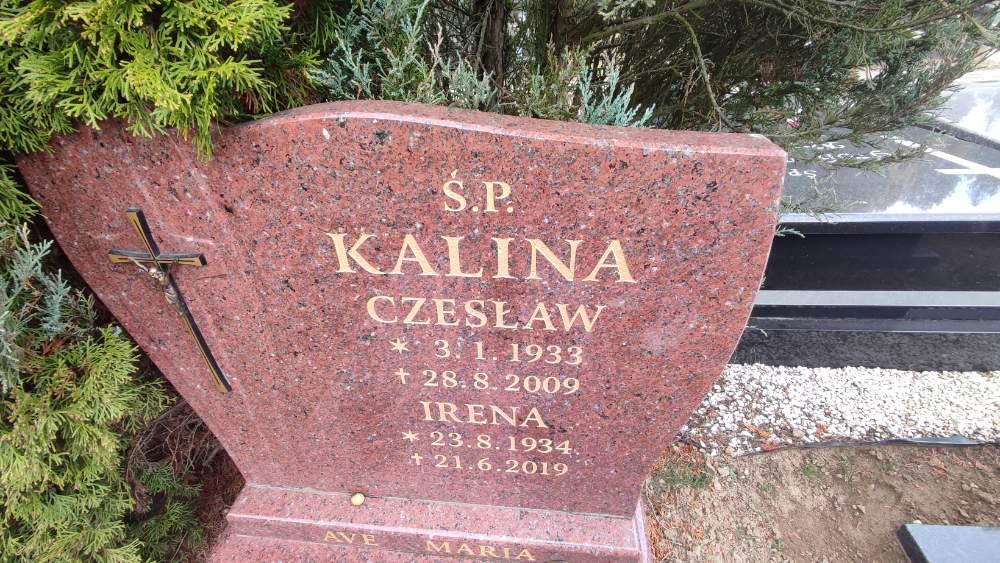 Ś.P.
KALINA
CZESŁAW
* 3.1.1933
† 28.8.2009
IRENA
* 23.8.1934
† 21.6.2019
AVE MARIA